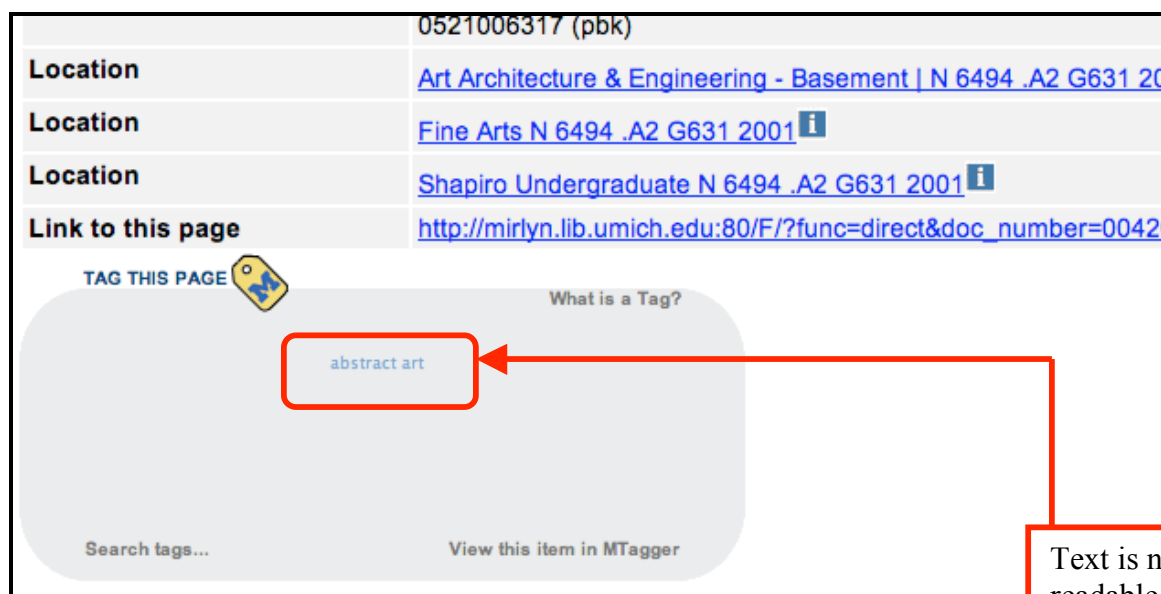 0521006317 (pbk)
Location Art Architecture & Engineering - Basement | N 6494 .A2 G631
Location Fine Arts N 6494 .A2 G631 2001
Location Shapiro Undergraduate N 6494 .A2 G631 2001
Link to this page http://mirlyn.lib.umich.edu:80/F/?func=direct&doc_number=0042
TAG THIS PAGE
What is a Tag?
abstract art
Search tags... View this item in MTagger
Text is
readable